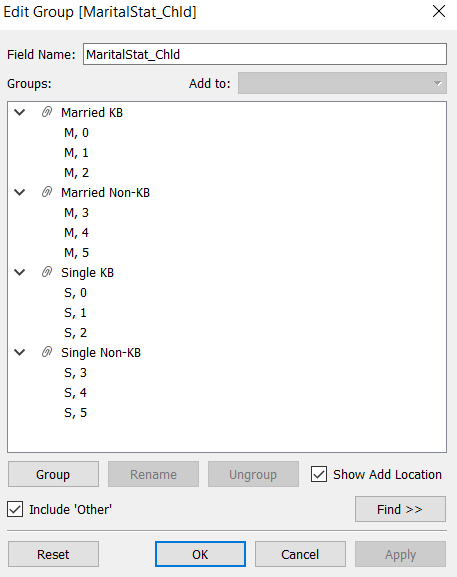 Edit Group [MaritalStat_Chld]
Field Name: MaritalStat_Chld
Groups: Add to:
Married KB
M, 0
M, 1
M, 2
Married Non-KB
M, 3
M, 4
M, 5
Single KB
S, 0
S, 1
S, 2
Single Non-KB
S, 3
S, 4
S, 5
Group Rename Ungroup Show Add Location
Include 'Other' Find >>
Reset OK Cancel Apply